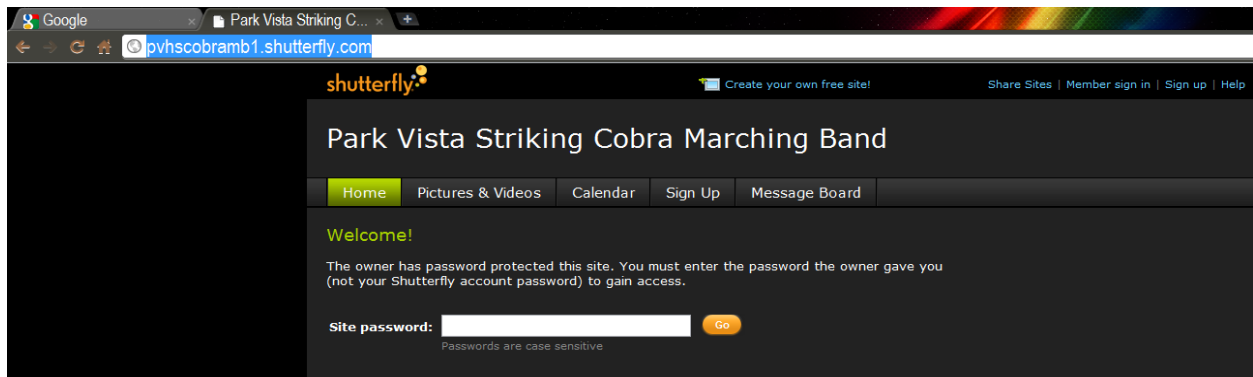 Google
Park Vista Striking C...
pvhscobramb1.shutterfly.com
shutterfly
Create your own free site!
Share Sites | Member sign in | Sign up | Help
Park Vista Striking Cobra Marching Band
Home Pictures & Videos Calendar Sign Up Message Board
Welcome!
The owner has password protected this site. You must enter the password the owner gave you
(not your Shutterfly account password) to gain access.
Site password: Go
Passwords are case sensitive